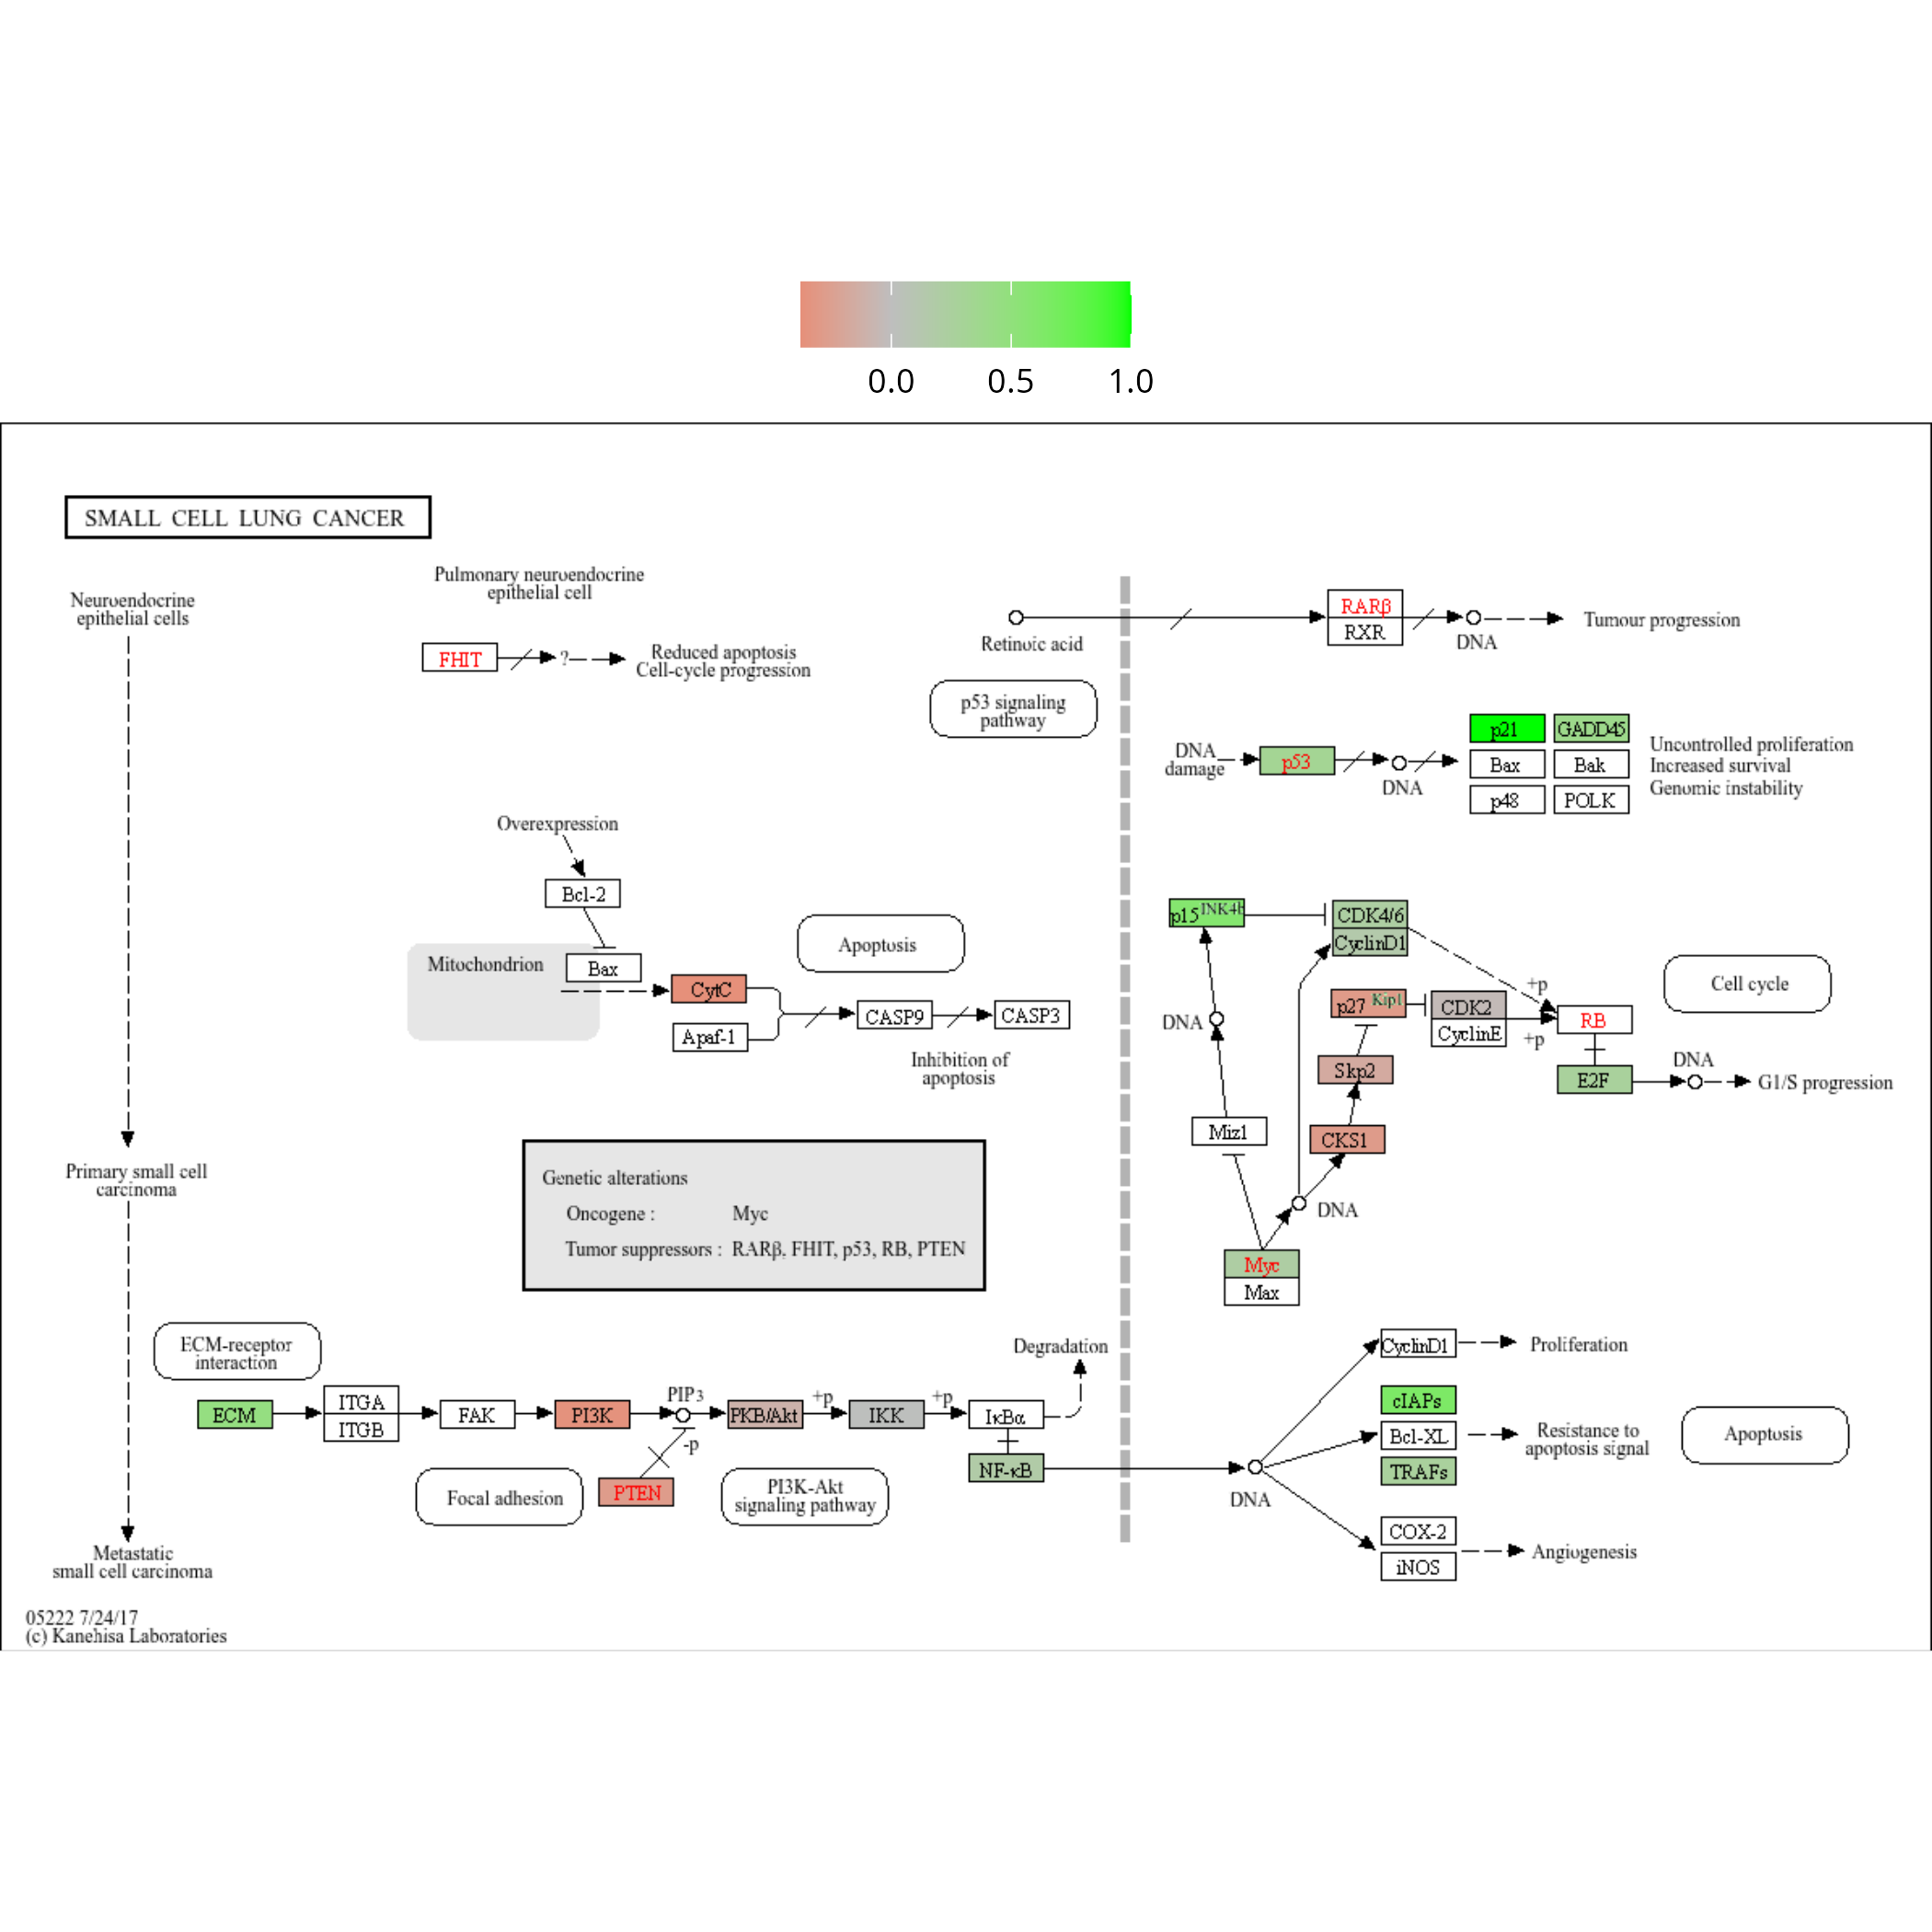 0.0 0.5 1.0
SMALL CELL LUNG CANCER
Neuroendocrine
epithelial cells
Pulmonary neuroendocrine
epithelial cell
FHIT
?
Reduced apoptosis
Cell-cycle progression
Retinoic acid
RARβ
RXR
DNA
Tumour progression
p53 signaling
pathway
DNA
damage
p53
DNA
p21
GADD45
Bax
Bak
p48
POLK
Uncontrolled proliferation
Increased survival
Genomic instability
Overexpression
Bcl-2
Mitochondrion
Bax
CytC
Apaf-1
Apoptosis
CASP9
CASP3
Inhibition of
apoptosis
p15
CDK4/6
CyclinD1
DNA
p27 Kip1
CDK2
CyclinE
+p
+p
RB
Cell cycle
Skp2
E2F
DNA
G1/S progression
Miz1
CKS1
DNA
Myc
Max
Primary small cell
carcinoma
Genetic alterations
Oncogene : Myc
Tumor suppressors : RARβ, FHIT, p53, RB, PTEN
ECM-receptor
interaction
ECM
ITGA
ITGB
FAK
PI3K
PIP3
-p
PTEN
PKB/Akt
+p
IKK
+p
IκBα
Degradation
NF-κB
Focal adhesion
PI3K-Akt
signaling pathway
DNA
CyclinD1
Proliferation
cIAPs
Bcl-XL
TRAFs
Resistance to
apoptosis signal
Apoptosis
COX-2
iNOS
Angiogenesis
Metastatic
small cell carcinoma
05222 7/24/17
(c) Kanehisa Laboratories